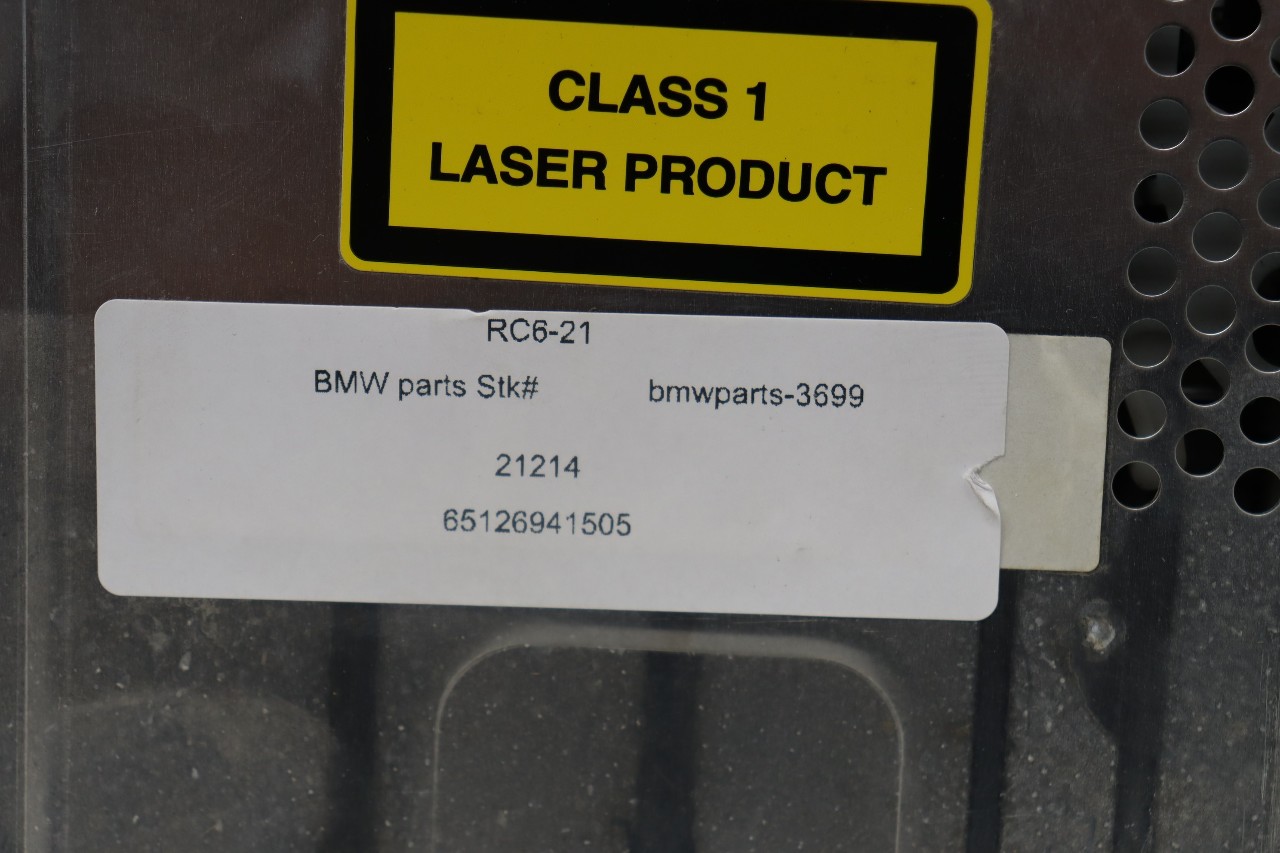 CLASS 1
LASER PRODUCT
RC6-21
BMW parts Stk# bmwparts-3699
21214
65126941505